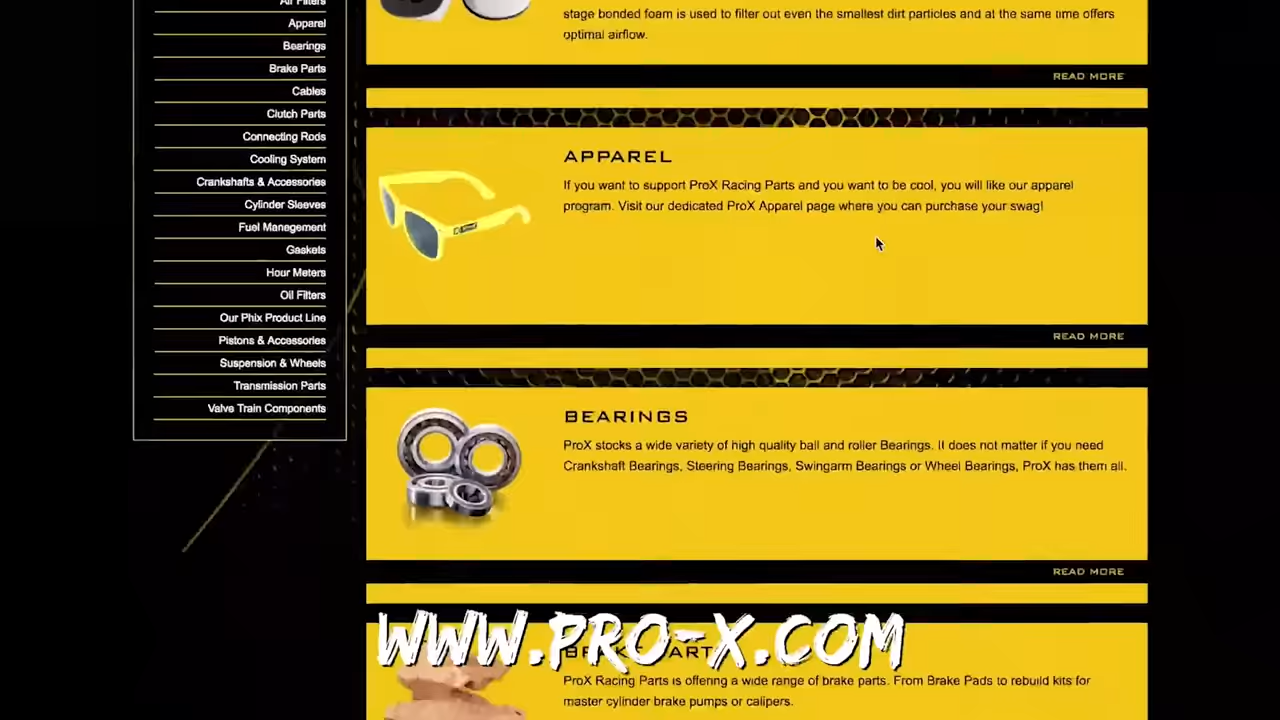 Air Filters
Apparel
Bearings
Brake Parts
Cables
Clutch Parts
Connecting Rods
Cooling System
Crankshafts & Accessories
Cylinder Sleeves
Fuel Manegement
Gaskets
Hour Meters
Oil Filters
Our Phix Product Line
Pistons & Accessories
Suspension & Wheels
Transmission Parts
Valve Train Components
stage bonded foam is used to filter out even the smallest dirt particles and at the same time offers
optimal airflow.
READ MORE
APPAREL
If you want to support ProX Racing Parts and you want to be cool, you will like our apparel
program. Visit our dedicated ProX Apparel page where you can purchase your swag!
READ MORE
BEARINGS
ProX stocks a wide variety of high quality ball and roller Bearings. It does not matter if you need
Crankshaft Bearings, Steering Bearings, Swingarm Bearings or Wheel Bearings, ProX has them all.
READ MORE
WWW.PRO-X.COM
ProX Racing Parts is offering a wide range of brake parts. From Brake Pads to rebuild kits for
master cylinder brake pumps or calipers.